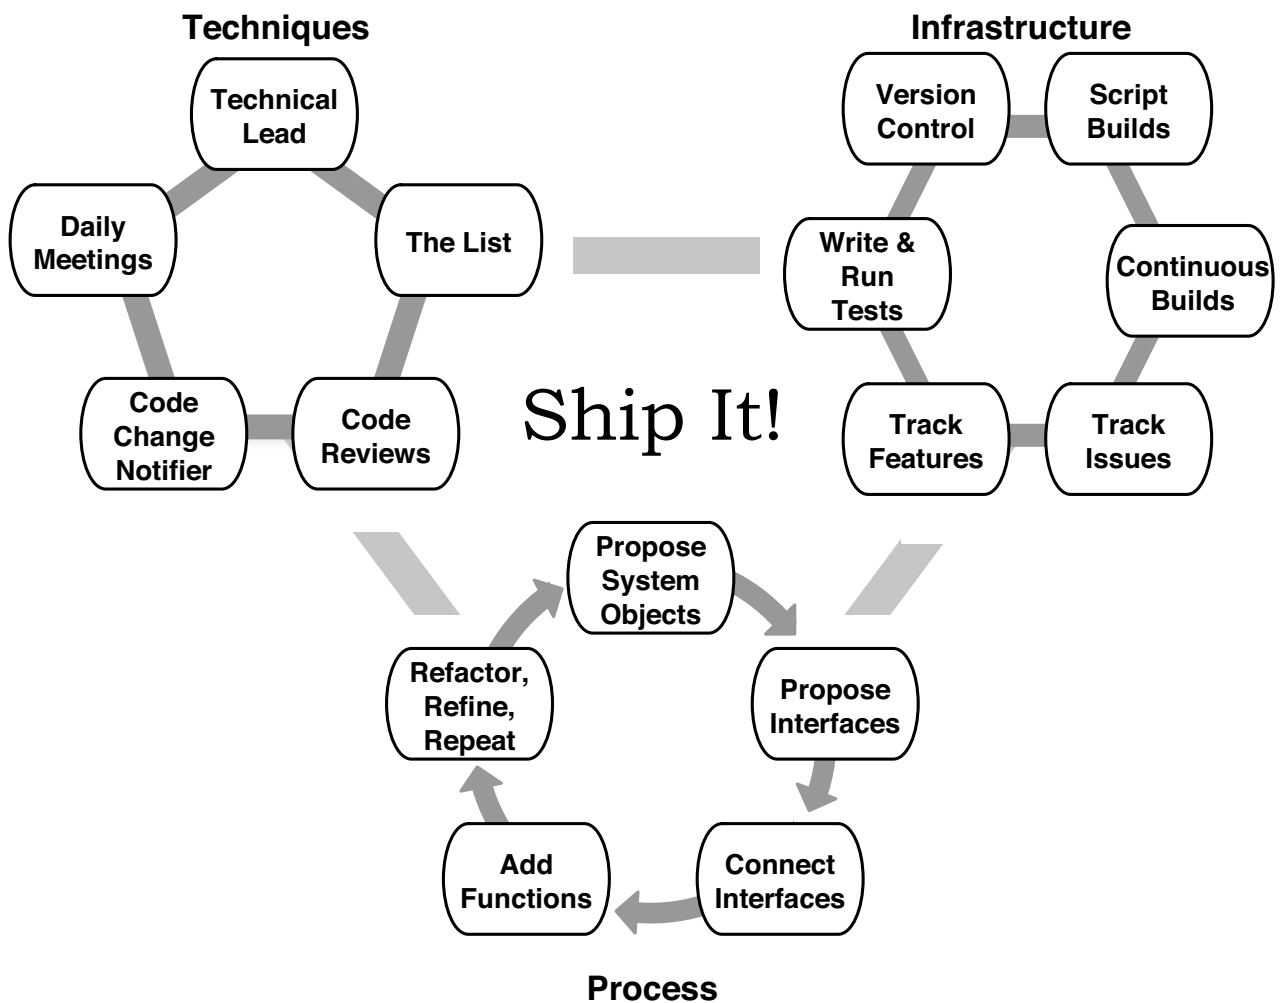 Techniques
Technical
Lead
Daily
Meetings
The List
Code
Change
Notifier
Code
Reviews
Infrastructure
Version
Control
Script
Builds
Write &
Run
Tests
Continuous
Builds
Track
Features
Track
Issues
Ship It!
Propose
System
Objects
Refactor,
Refine,
Repeat
Propose
Interfaces
Add
Functions
Connect
Interfaces
Process